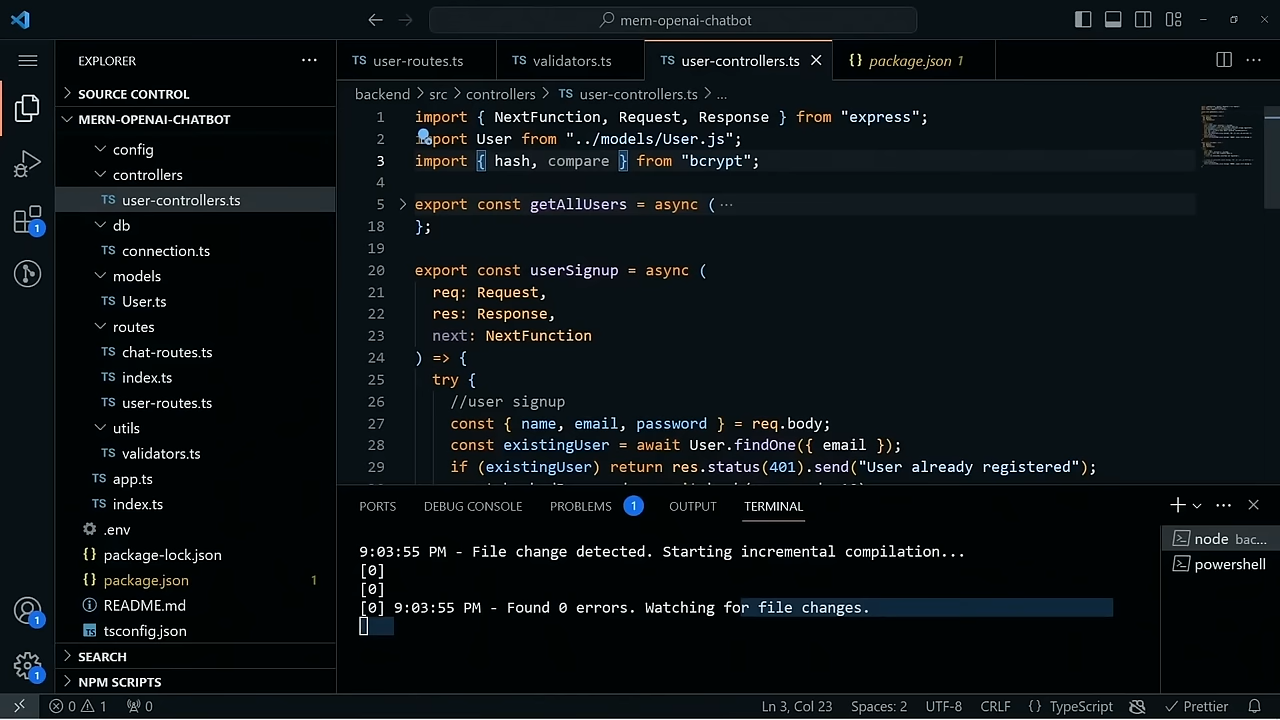 mern-openai-chatbot
EXPLORER
SOURCE CONTROL
MERN-OPENAI-CHATBOT
config
controllers
TS user-controllers.ts
db
TS connection.ts
models
TS User.ts
routes
TS chat-routes.ts
TS index.ts
TS user-routes.ts
utils
TS validators.ts
TS app.ts
TS index.ts
.env
{} package-lock.json
{} package.json 1
README.md
TS tsconfig.json
SEARCH
NPM SCRIPTS
1
1
1
TS user-routes.ts
TS validators.ts
TS user-controllers.ts
{} package.json 1
backend > src > controllers > TS user-controllers.ts > ...
1 import { NextFunction, Request, Response } from "express";
2 import User from "../models/User.js";
3 import { hash, compare } from "bcrypt";
4
5 export const getAllUsers = async ( ...
18 };
19
20 export const userSignup = async (
21 req: Request,
22 res: Response,
23 next: NextFunction
24 ) => {
25 try {
26 //user signup
27 const { name, email, password } = req.body;
28 const existingUser = await User.findOne({ email });
29 if (existingUser) return res.status(401).send("User already registered");
PORTS
DEBUG CONSOLE
PROBLEMS 1
OUTPUT
TERMINAL
9:03:55 PM - File change detected. Starting incremental compilation...
[0]
[0]
[0] 9:03:55 PM - Found 0 errors. Watching for file changes.
node bac...
powershell
0 1 0
Ln 3, Col 23
Spaces: 2
UTF-8
CRLF
{} TypeScript
Prettier